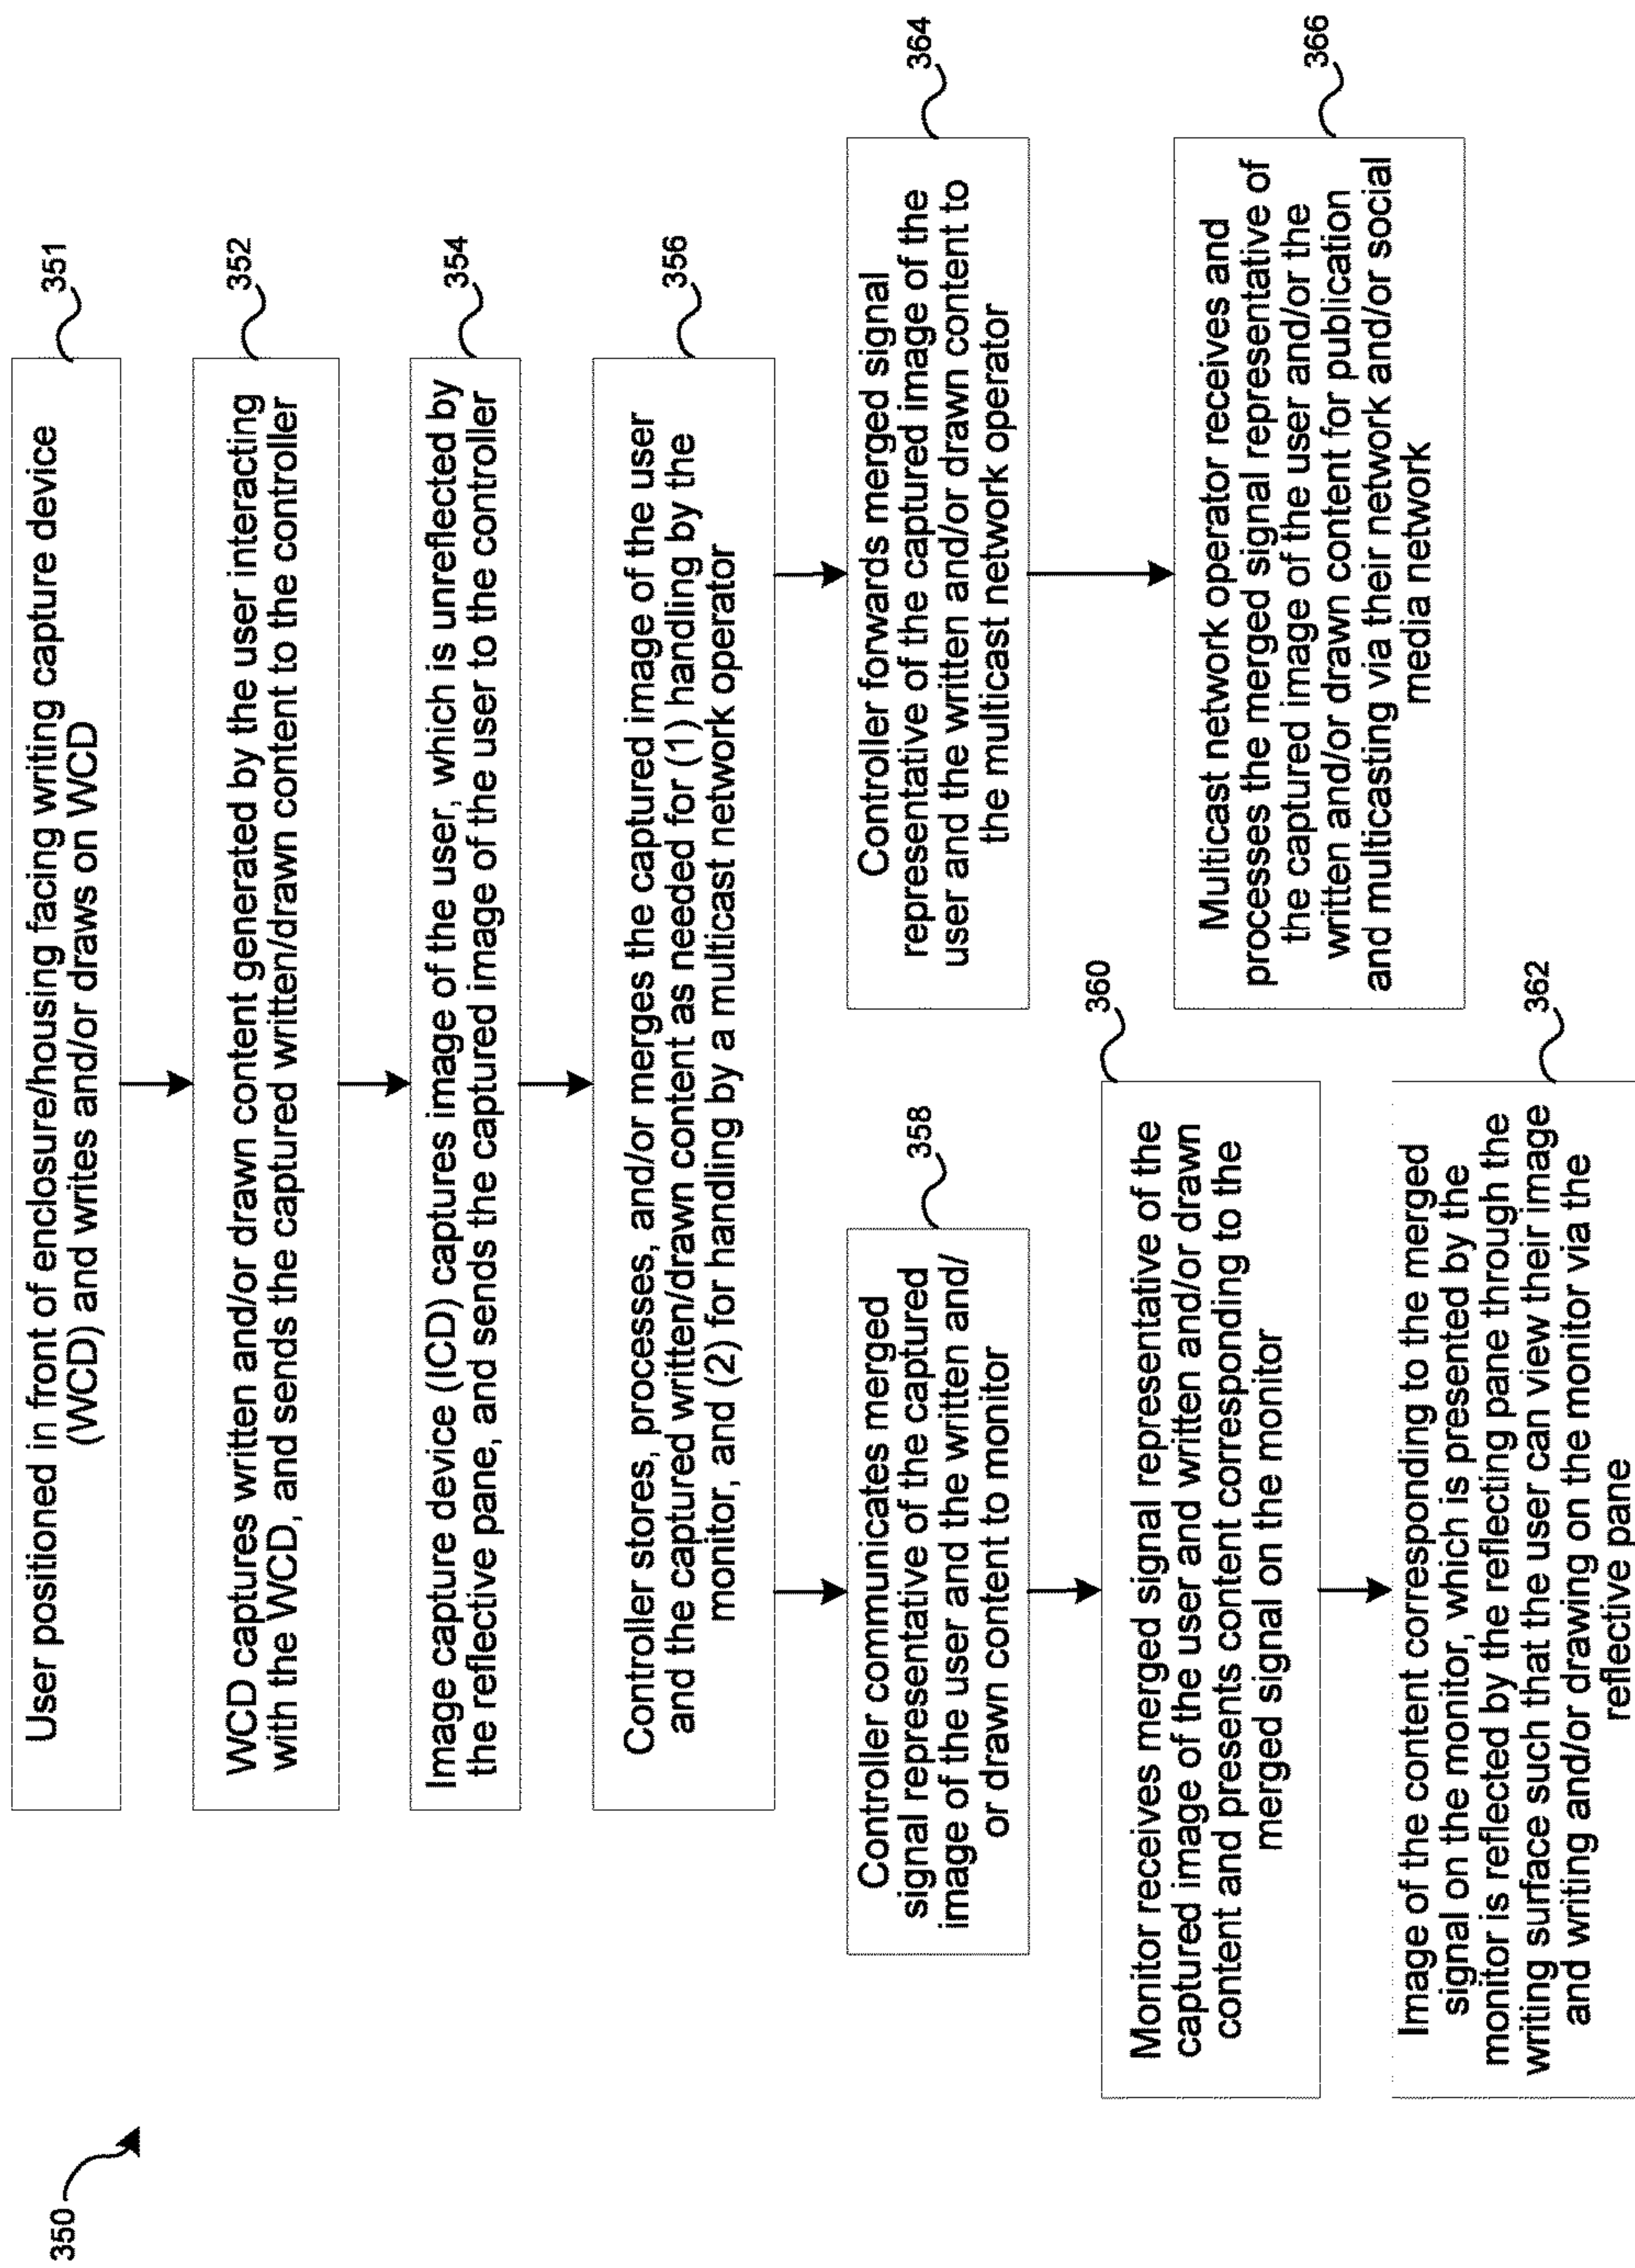 350
User positioned in front of enclosure/housing facing writing capture device
(WCD) and writes and/or draws on WCD
351
WCD captures written and/or drawn content generated by the user interacting
with the WCD, and sends the captured written/drawn content to the controller
352
Image capture device (ICD) captures image of the user, which is unreflected by
the reflective pane, and sends the captured image of the user to the controller
354
Controller stores, processes, and/or merges the captured image of the user
and the captured written/drawn content as needed for (1) handling by the
monitor, and (2) for handling by a multicast network operator
356
Controller communicates merged
signal representative of the captured
image of the user and the written and/
or drawn content to monitor
358
Monitor receives merged signal representative of the
captured image of the user and written and/or drawn
content and presents content corresponding to the
merged signal on the monitor
360
Image of the content corresponding to the merged
signal on the monitor, which is presented by the
monitor is reflected by the reflecting pane through the
writing surface such that the user can view their image
and writing and/or drawing on the monitor via the
reflective pane
362
Controller forwards merged signal
representative of the captured image of the
user and the written and/or drawn content to
the multicast network operator
364
Multicast network operator receives and
processes the merged signal representative of
the captured image of the user and/or the
written and/or drawn content for publication
and multicasting via their network and/or social
media network
366